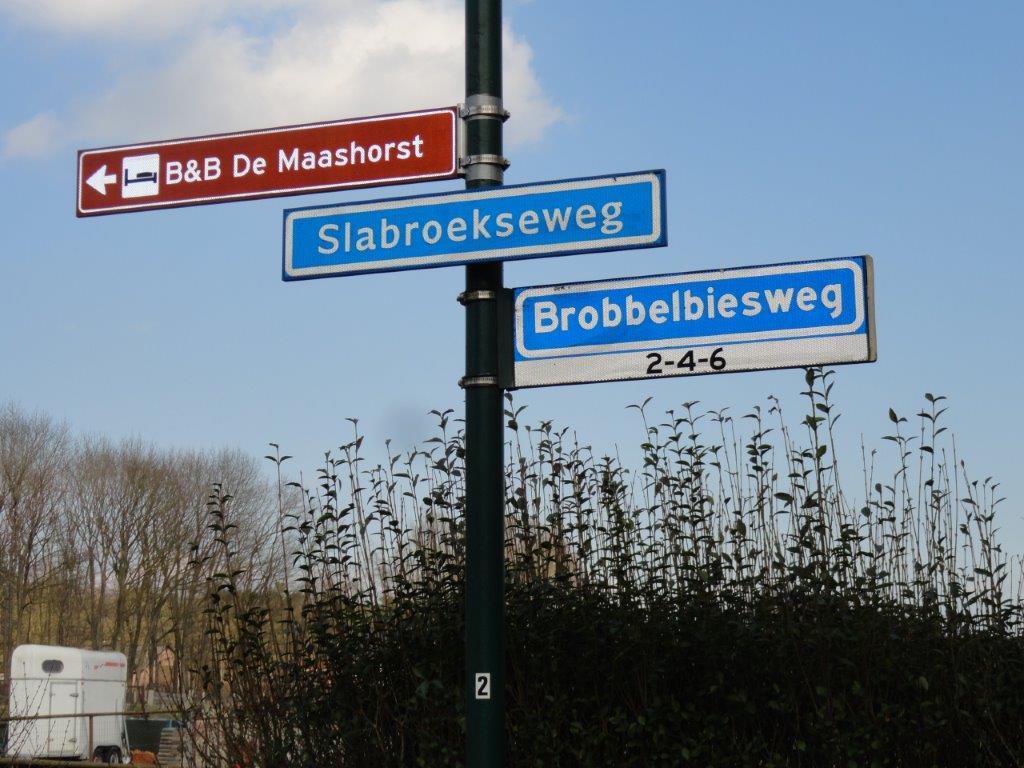 B&B De Maashorst
Slabroekseweg
Brobbelbiesweg
2-4-6
2